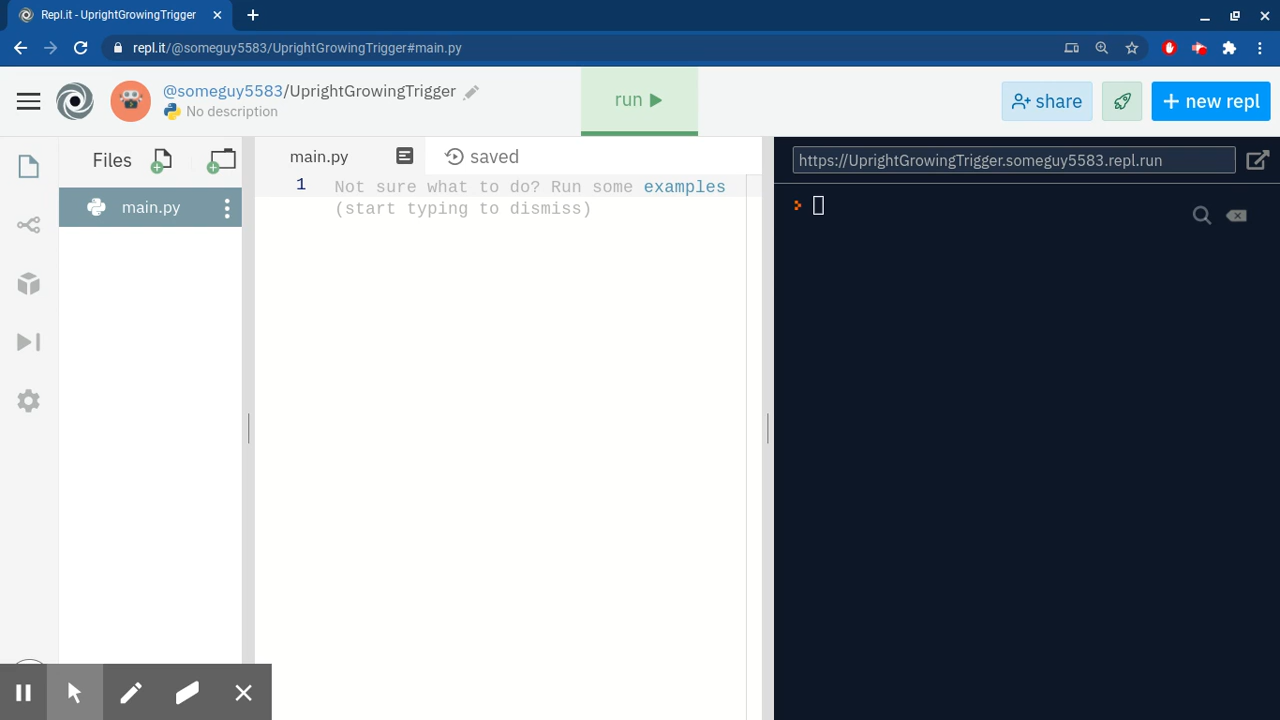 Repl.it - UprightGrowingTrigger
repl.it/@someguy5583/UprightGrowingTrigger#main.py
@someguy5583/UprightGrowingTrigger
No description
run
share
new repl
Files
main.py
main.py
saved
1 Not sure what to do? Run some examples
(start typing to dismiss)
https://UprightGrowingTrigger.someguy5583.repl.run